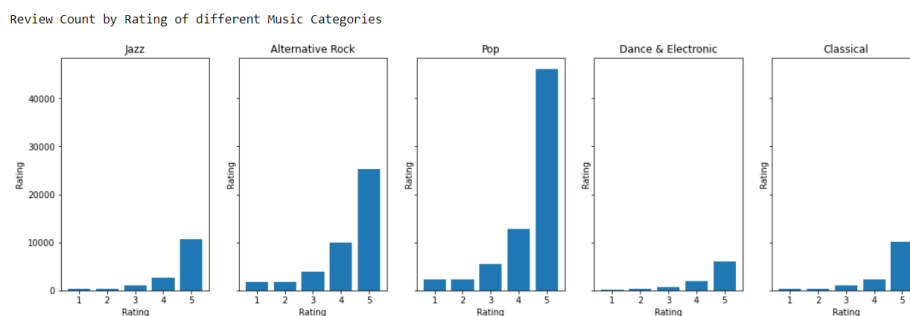 Review Count by Rating of different Music Categories
Jazz
Alternative Rock
Pop
Dance & Electronic
Classical
40000
30000
20000
10000
0
Rating
Rating
Rating
Rating
Rating
1 2 3 4 5
1 2 3 4 5
1 2 3 4 5
1 2 3 4 5
1 2 3 4 5
Rating
Rating
Rating
Rating
Rating